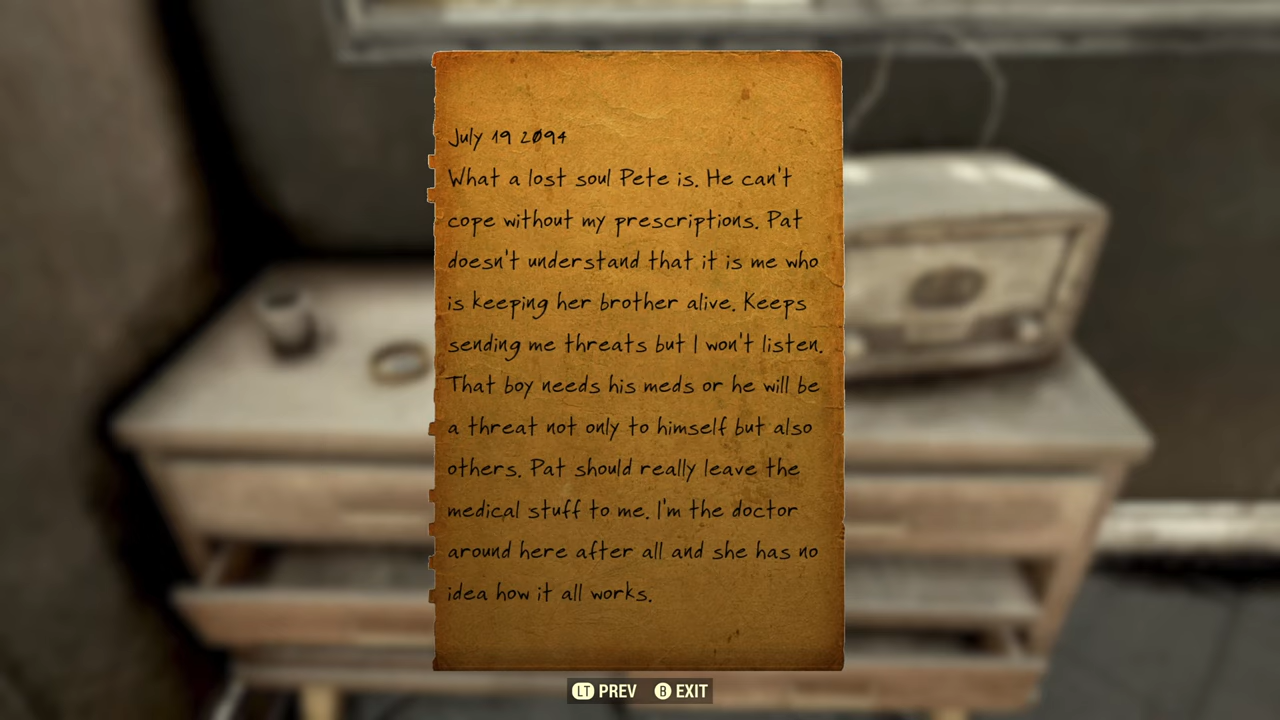 July 19 2094
What a lost soul Pete is. He can't
cope without my prescriptions. Pat
doesn't understand that it is me who
is keeping her brother alive. Keeps
sending me threats but I won't listen.
That boy needs his meds or he will be
a threat not only to himself but also
others. Pat should really leave the
medical stuff to me. I'm the doctor
around here after all and she has no
idea how it all works.
LT PREV B EXIT